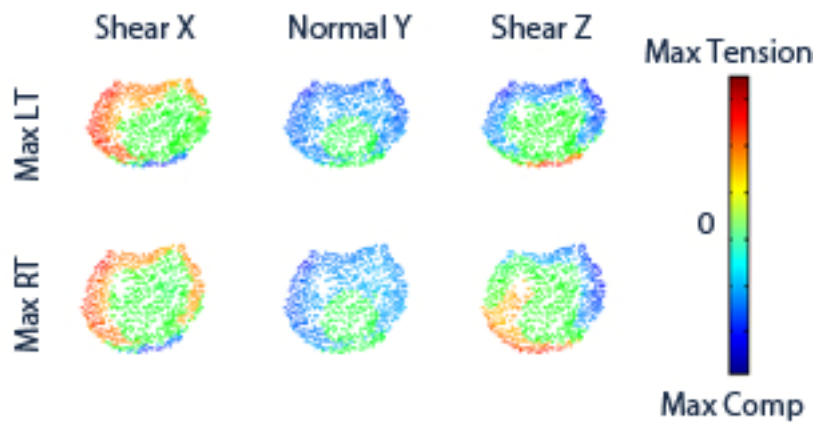 Shear X
Normal Y
Shear Z
Max Tension
Max LT
0
Max RT
Max Comp